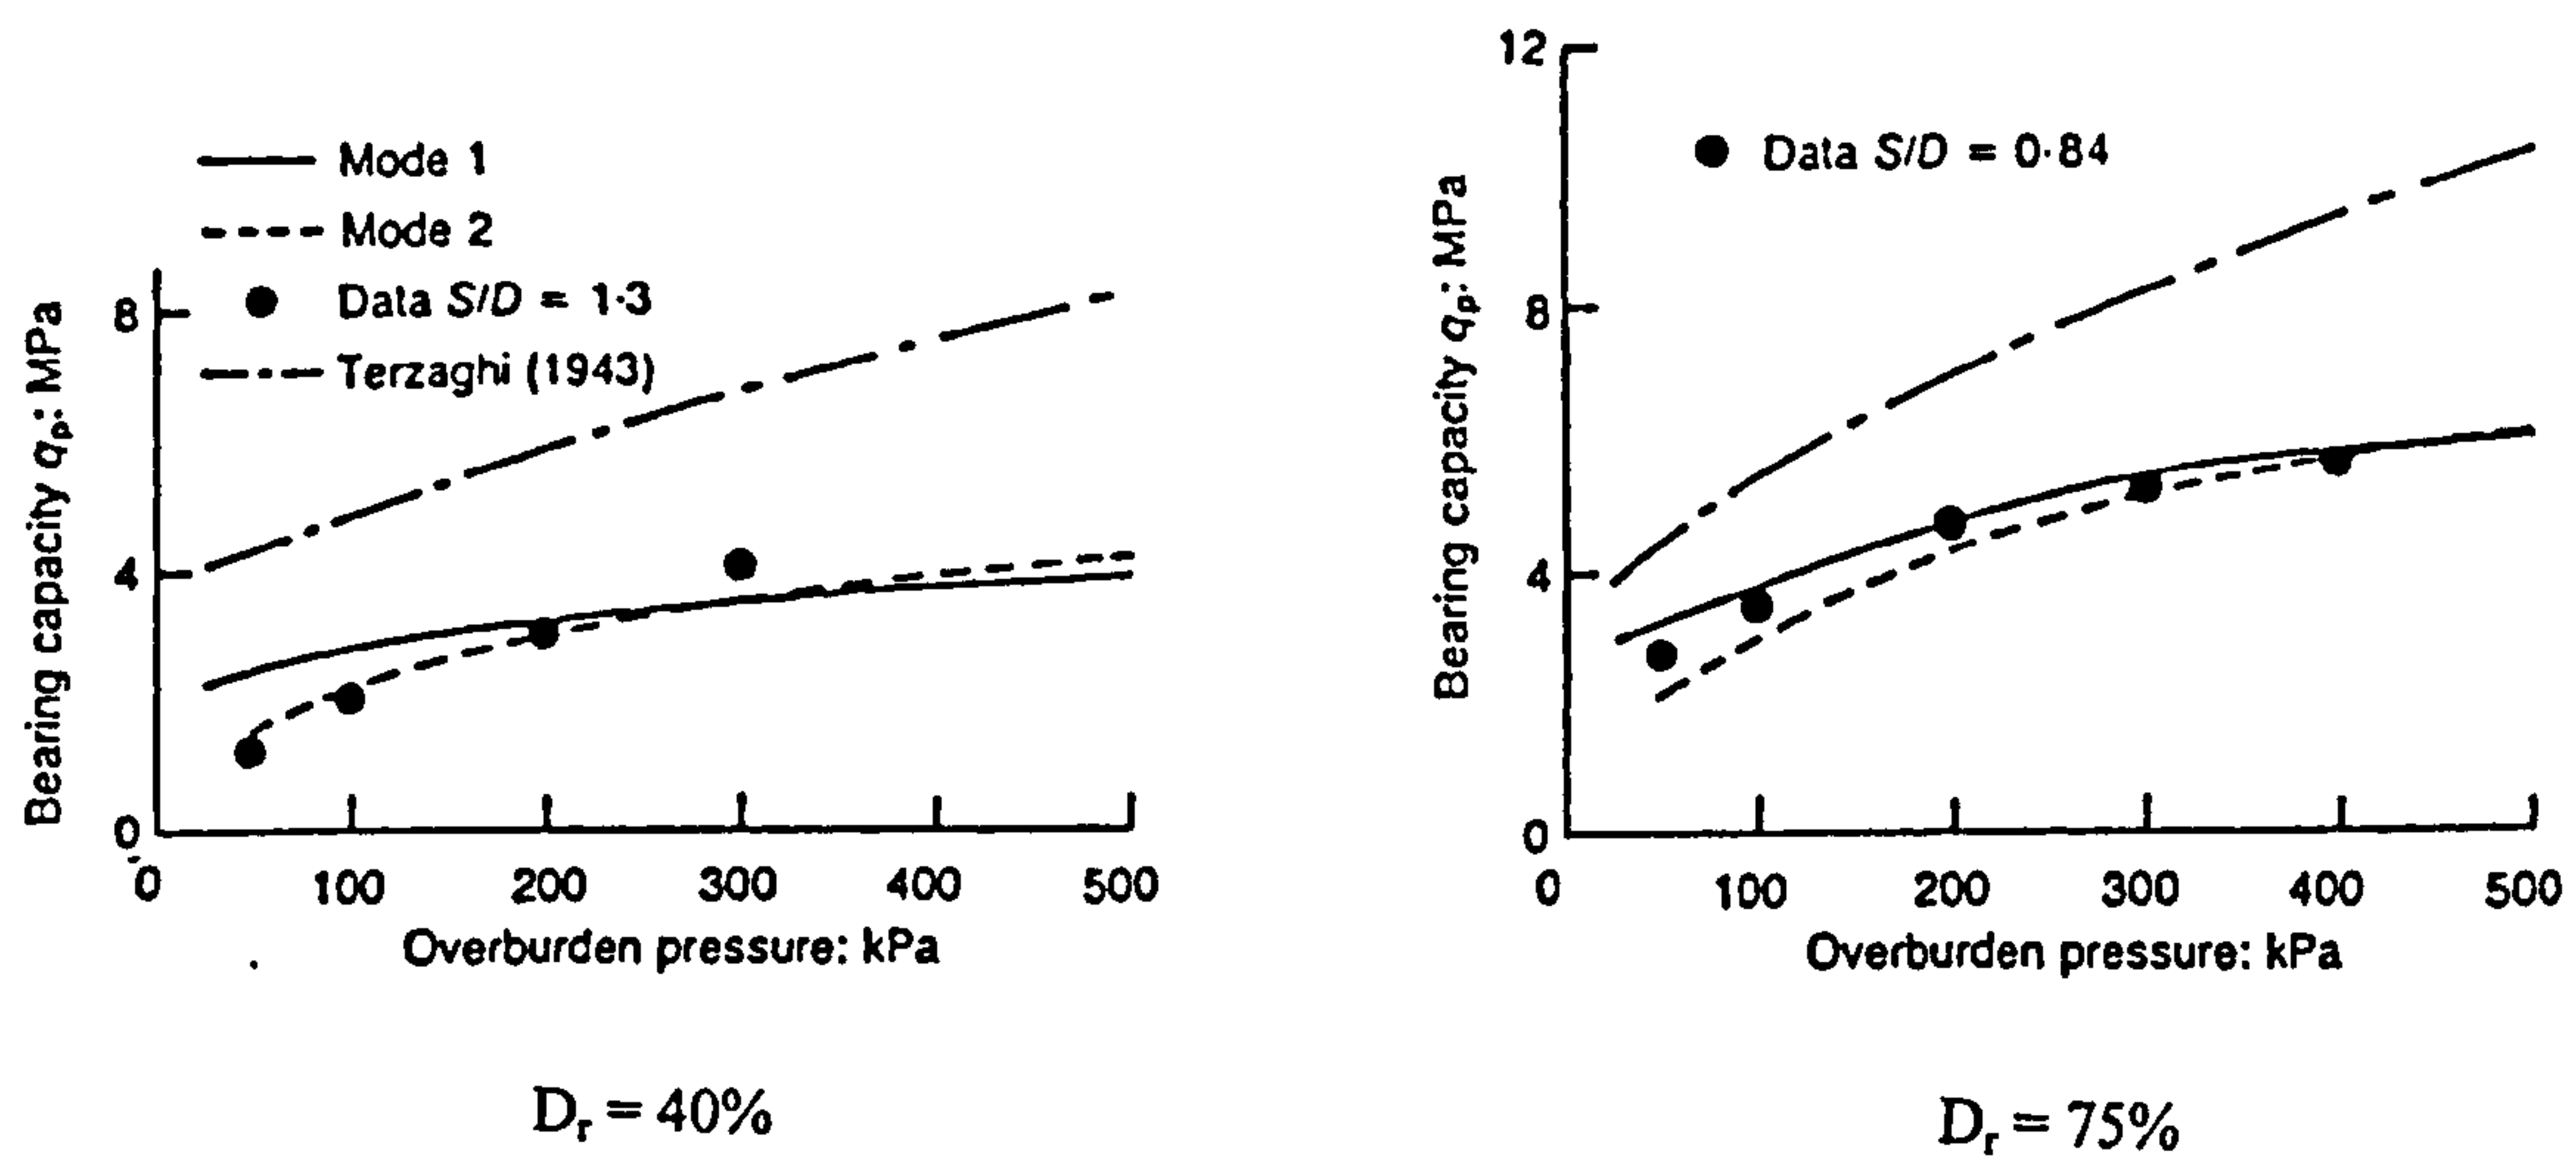 Mode 1
Mode 2
Data S/D = 1·3
Terzaghi (1943)
Bearing capacity qp: MPa
8
4
0
0 100 200 300 400 500
Overburden pressure: kPa
Dr = 40%
Data S/D = 0·84
Bearing capacity qp: MPa
12
8
4
0
0 100 200 300 400 500
Overburden pressure: kPa
Dr = 75%